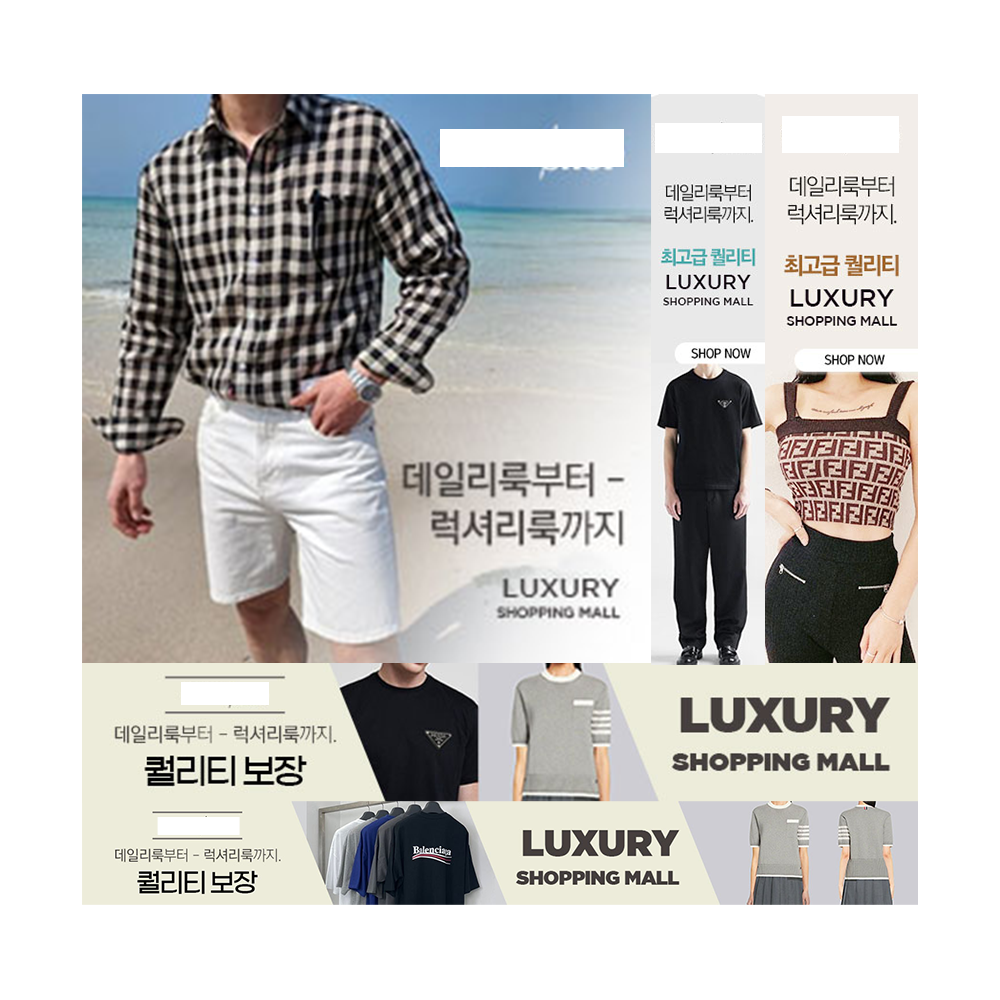 데일리룩부터 –
럭셔리룩까지
LUXURY
SHOPPING MALL
데일리룩부터
럭셔리룩까지.
최고급 퀄리티
LUXURY
SHOPPING MALL
SHOP NOW
데일리룩부터
럭셔리룩까지.
최고급 퀄리티
LUXURY
SHOPPING MALL
SHOP NOW
데일리룩부터 – 럭셔리룩까지.
퀄리티 보장
LUXURY
SHOPPING MALL
데일리룩부터 – 럭셔리룩까지.
퀄리티 보장
Balenciaga
LUXURY
SHOPPING MALL